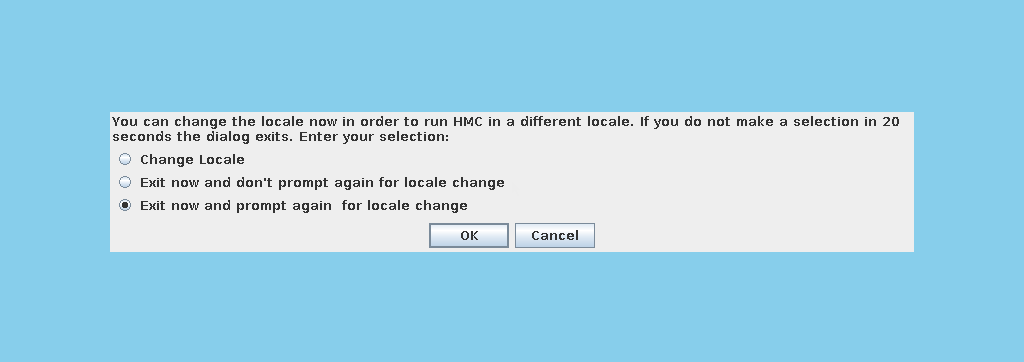 You can change the locale now in order to run HMC in a different locale. If you do not make a selection in 20
seconds the dialog exits. Enter your selection:
Change Locale
Exit now and don't prompt again for locale change
Exit now and prompt again  for locale change
OK Cancel